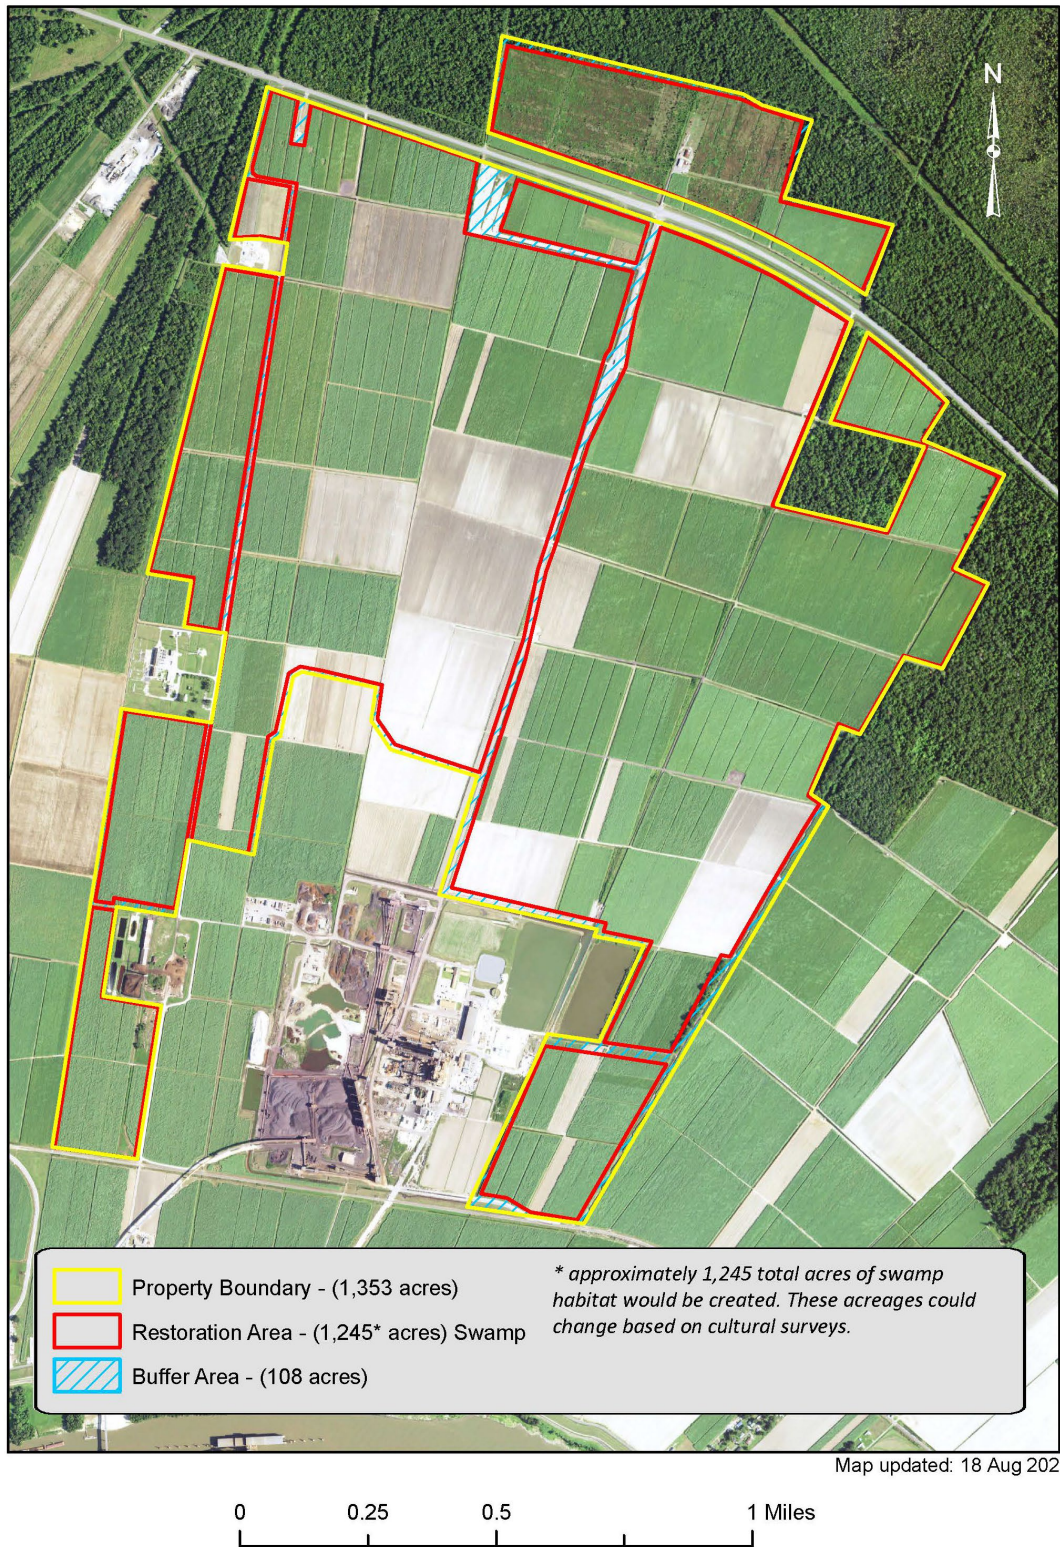 N
Property Boundary - (1,353 acres)
Restoration Area - (1,245* acres) Swamp
Buffer Area - (108 acres)
* approximately 1,245 total acres of swamp
habitat would be created. These acreages could
change based on cultural surveys.
Map updated: 18 Aug 202
0 0.25 0.5 1 Miles